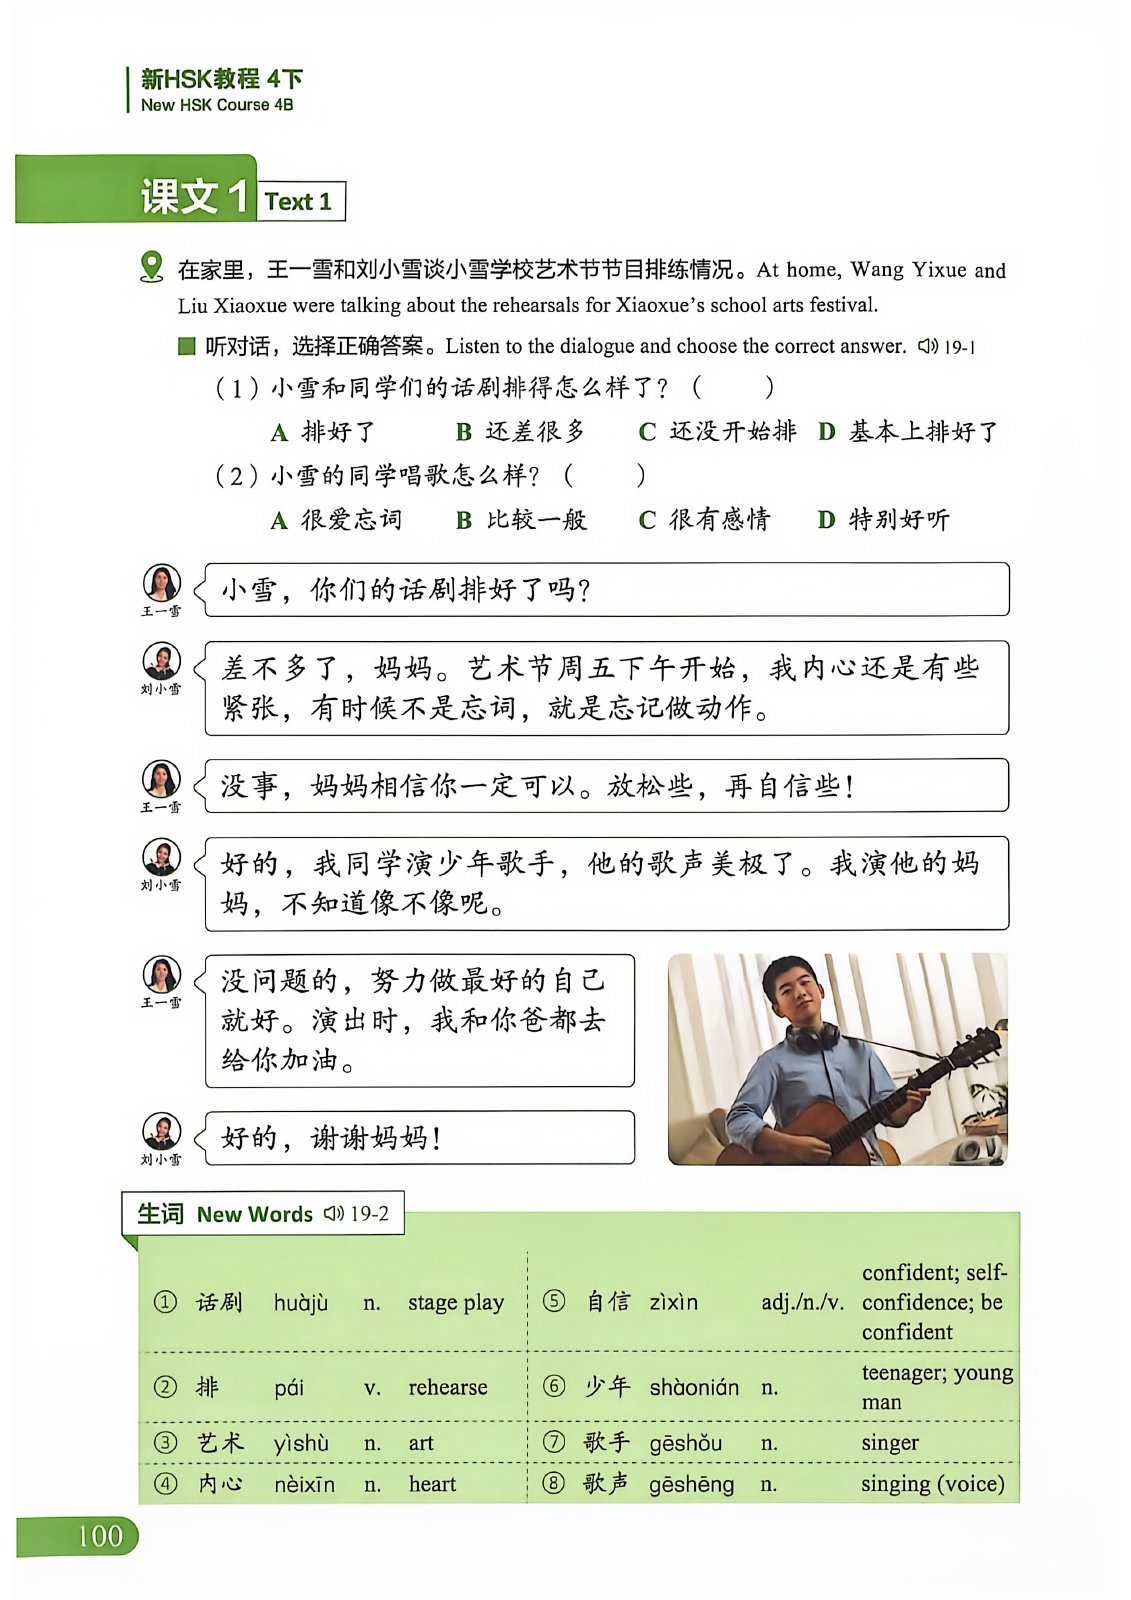 新HSK教程 4下
New HSK Course 4B
课文 1 Text 1
在家里，王一雪和刘小雪谈小雪学校艺术节节目排练情况。At home, Wang Yixue and
Liu Xiaoxue were talking about the rehearsals for Xiaoxue's school arts festival.
听对话，选择正确答案。Listen to the dialogue and choose the correct answer. 19-1
（1）小雪和同学们的话剧排得怎么样了？（　　）
A 排好了 B 还差很多 C 还没开始排 D 基本上排好了
（2）小雪的同学唱歌怎么样？（　　）
A 很爱忘词 B 比较一般 C 很有感情 D 特别好听
王一雪
小雪，你们的话剧排好了吗？
刘小雪
差不多了，妈妈。艺术节周五下午开始，我内心还是有些
紧张，有时候不是忘词，就是忘记做动作。
王一雪
没事，妈妈相信你一定可以。放松些，再自信些！
刘小雪
好的，我同学演少年歌手，他的歌声美极了。我演他的妈
妈，不知道像不像呢。
王一雪
没问题的，努力做最好的自己
就好。演出时，我和你爸都去
给你加油。
刘小雪
好的，谢谢妈妈！
生词 New Words 19-2
① 话剧 huàjù n. stage play
② 排 pái v. rehearse
③ 艺术 yìshù n. art
④ 内心 nèixīn n. heart
⑤ 自信 zìxìn adj./n./v. confident; self-
confidence; be
confident
⑥ 少年 shàonián n. teenager; young
man
⑦ 歌手 gēshǒu n. singer
⑧ 歌声 gēshēng n. singing (voice)
100